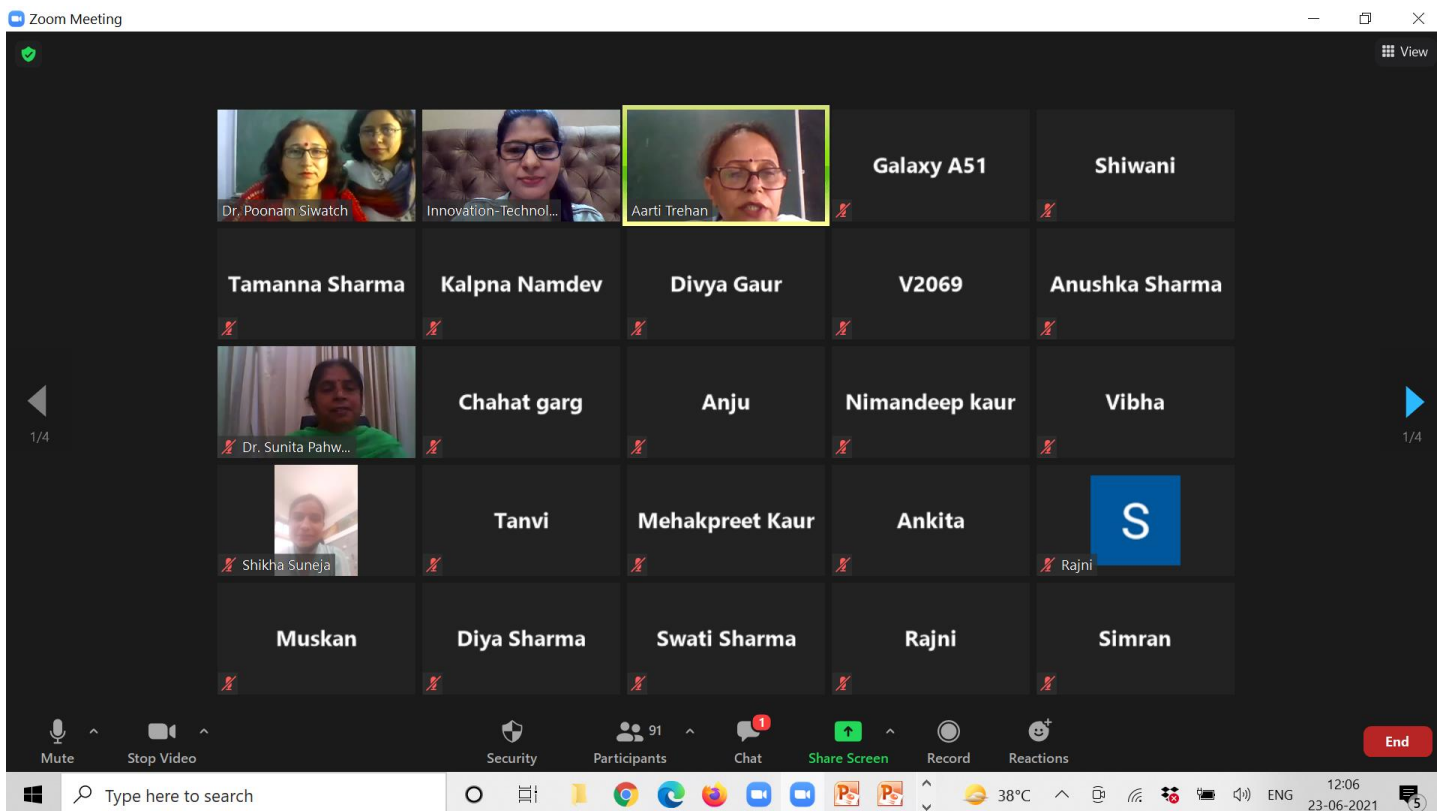 Zoom Meeting
View
Dr. Poonam Siwatch
Innovation-Technol...
Aarti Trehan
Galaxy A51
Shiwani
Tamanna Sharma
Kalpna Namdev
Divya Gaur
V2069
Anushka Sharma
Dr. Sunita Pahw...
Chahat garg
Anju
Nimandeep kaur
Vibha
1/4
1/4
Shikha Suneja
Tanvi
Mehakpreet Kaur
Ankita
S
Rajni
Muskan
Diya Sharma
Swati Sharma
Rajni
Simran
Mute
Stop Video
Security
91
Participants
1
Chat
Share Screen
Record
Reactions
End
Type here to search
38°C
ENG
12:06
23-06-2021
5